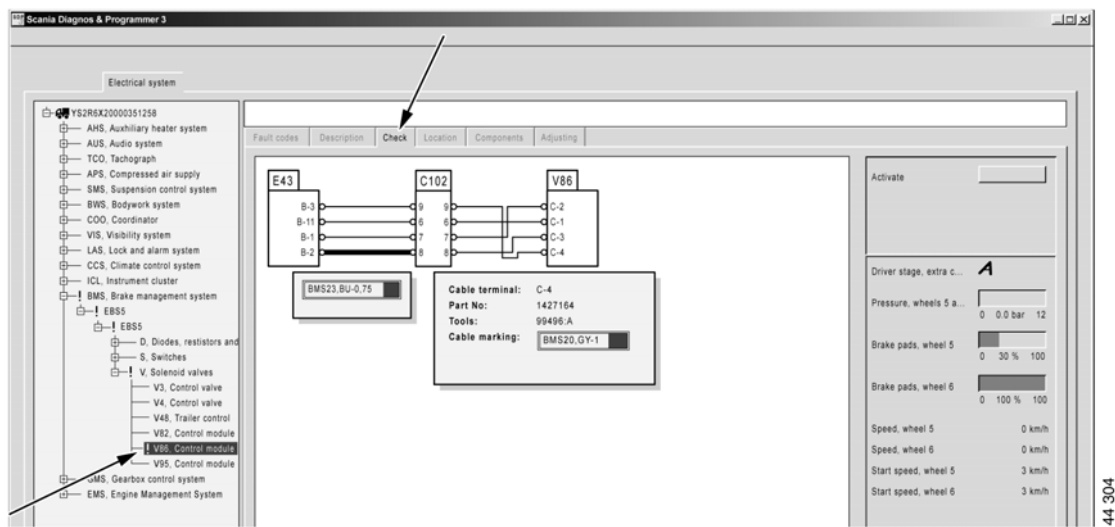 Scania Diagnos & Programmer 3
Electrical system
YS2R6X20000351258
AHS, Auxhiliary heater system
AUS, Audio system
TCO, Tachograph
APS, Compressed air supply
SMS, Suspension control system
BWS, Bodywork system
COO, Coordinator
VIS, Visibility system
LAS, Lock and alarm system
CCS, Climate control system
ICL, Instrument cluster
! BMS, Brake management system
! EBS5
! EBS5
D, Diodes, restistors and
S, Switches
! V, Solenoid valves
V3, Control valve
V4, Control valve
V48, Trailer control
V82, Control module
! V86, Control module
V95, Control module
GMS, Gearbox control system
EMS, Engine Management System
Fault codes Description Check Location Components Adjusting
E43 C102 V86
B-3 9 9 C-2
B-11 6 6 C-1
B-1 7 7 C-3
B-2 8 8 C-4
BMS23,BU-0,75
Cable terminal: C-4
Part No: 1427164
Tools: 99496:A
Cable marking: BMS20,GY-1
Activate
Driver stage, extra c... A
Pressure, wheels 5 a...
0 0.0 bar 12
Brake pads, wheel 5
0 30 % 100
Brake pads, wheel 6
0 100 % 100
Speed, wheel 5 0 km/h
Speed, wheel 6 0 km/h
Start speed, wheel 5 3 km/h
Start speed, wheel 6 3 km/h
44 304